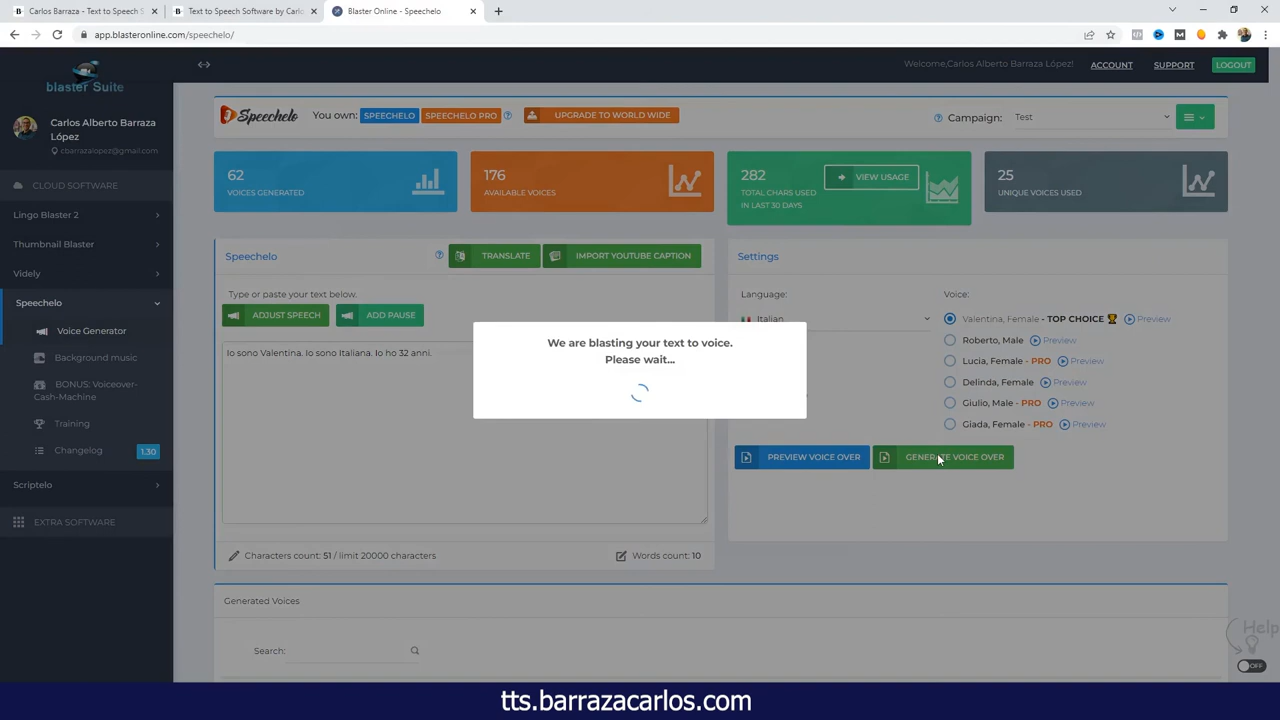 Carlos Barraza - Text to Speech S
Text to Speech Software by Carlo
Blaster Online - Speechelo
app.blasteronline.com/speechelo/
blaster Suite
Welcome,Carlos Alberto Barraza López!
ACCOUNT
SUPPORT
LOGOUT
Carlos Alberto Barraza
López
cbarrazalopez@gmail.com
CLOUD SOFTWARE
Lingo Blaster 2
Thumbnail Blaster
Videly
Speechelo
Voice Generator
Background music
BONUS: Voiceover-
Cash-Machine
Training
Changelog
1.30
Scriptelo
EXTRA SOFTWARE
Speechelo
You own:
SPEECHELO
SPEECHELO PRO
UPGRADE TO WORLD WIDE
Campaign:
Test
62
VOICES GENERATED
176
AVAILABLE VOICES
282
TOTAL CHARS USED
IN LAST 30 DAYS
VIEW USAGE
25
UNIQUE VOICES USED
Speechelo
TRANSLATE
IMPORT YOUTUBE CAPTION
Type or paste your text below.
ADJUST SPEECH
ADD PAUSE
Io sono Valentina. Io sono Italiana. Io ho 32 anni.
Characters count: 51 / limit 20000 characters
Words count: 10
We are blasting your text to voice.
Please wait...
Settings
Language:
Italian
Voice:
Valentina, Female - TOP CHOICE Preview
Roberto, Male Preview
Lucia, Female - PRO Preview
Delinda, Female Preview
Giulio, Male - PRO Preview
Giada, Female - PRO Preview
PREVIEW VOICE OVER
GENERATE VOICE OVER
Generated Voices
Search:
Help
OFF
tts.barrazacarlos.com